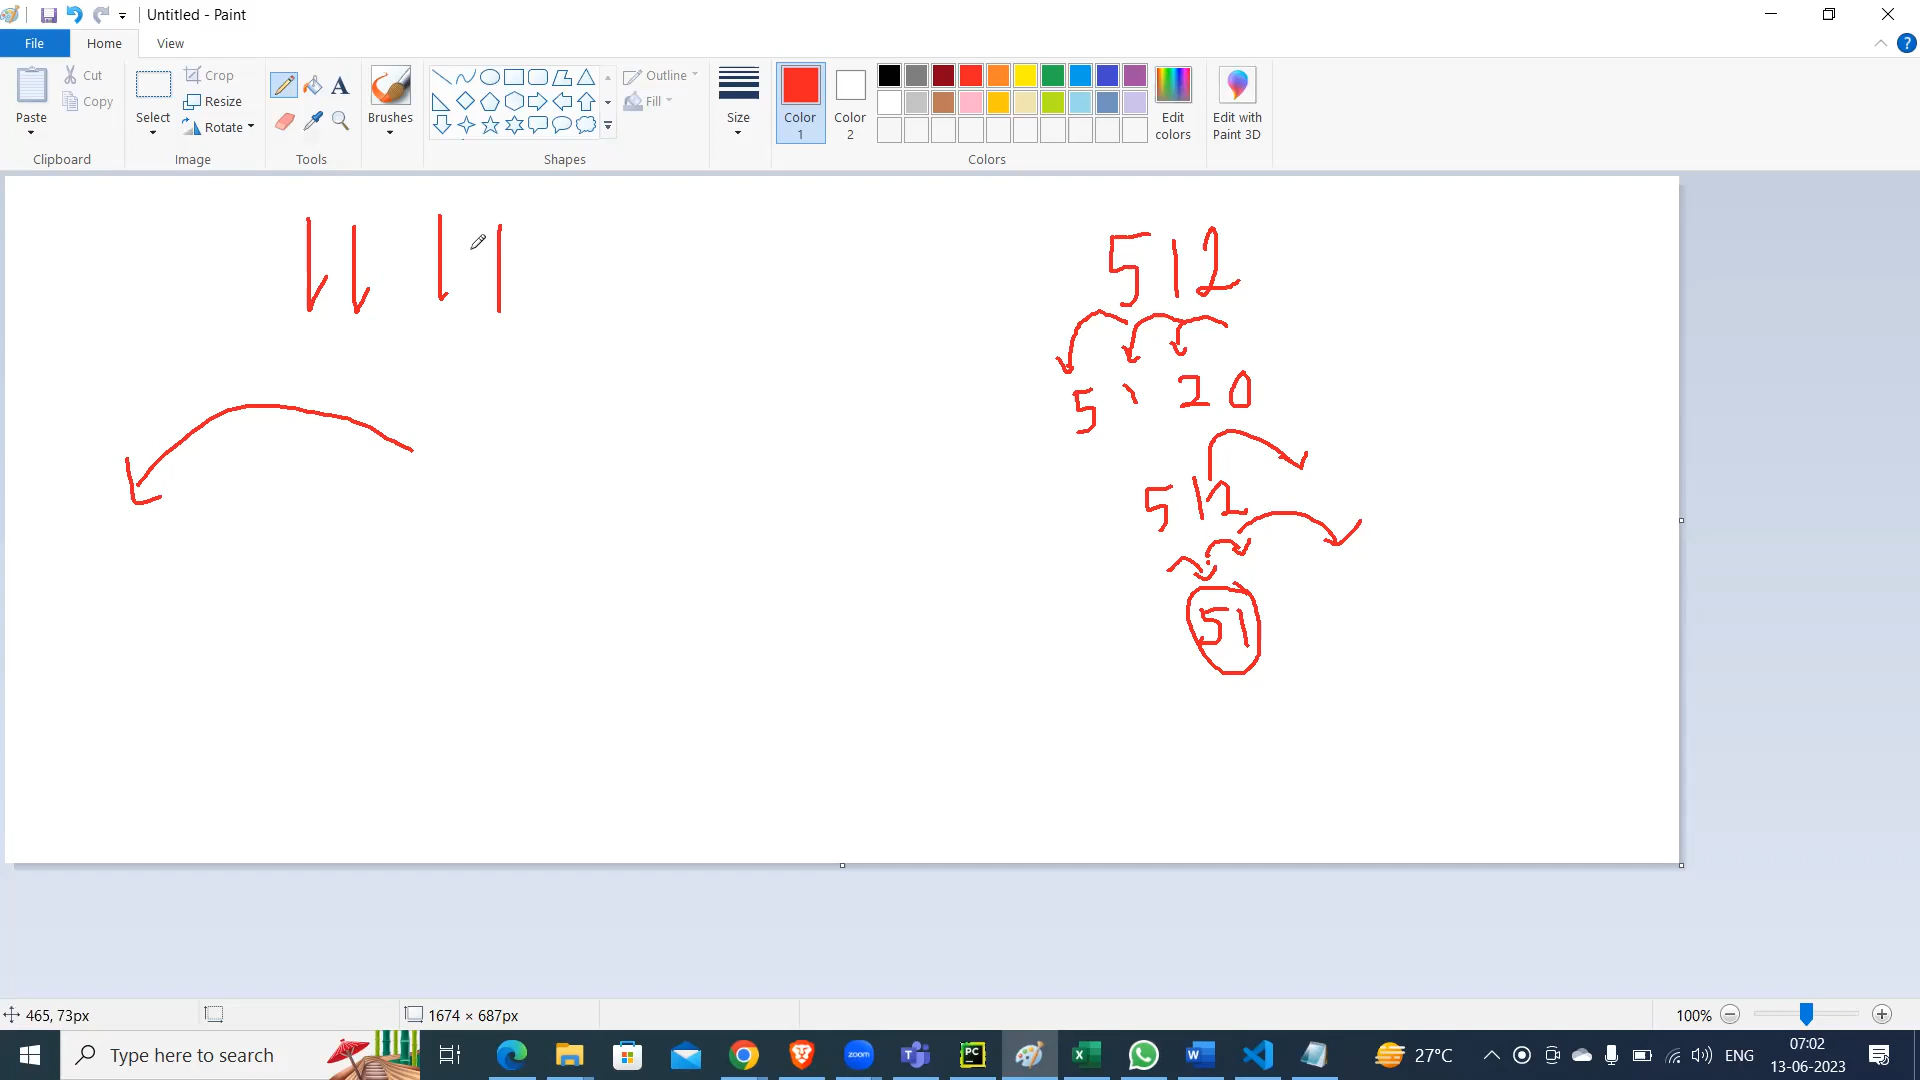 Untitled - Paint
File
Home
View
Paste
Cut
Copy
Clipboard
Select
Crop
Resize
Rotate
Image
Tools
Brushes
Shapes
Outline
Fill
Size
Color
1
Color
2
Colors
Edit
colors
Edit with
Paint 3D
512
5 1 2 0
512
51
465, 73px
1674 × 687px
100%
Type here to search
zoom
27°C
ENG
07:02
13-06-2023